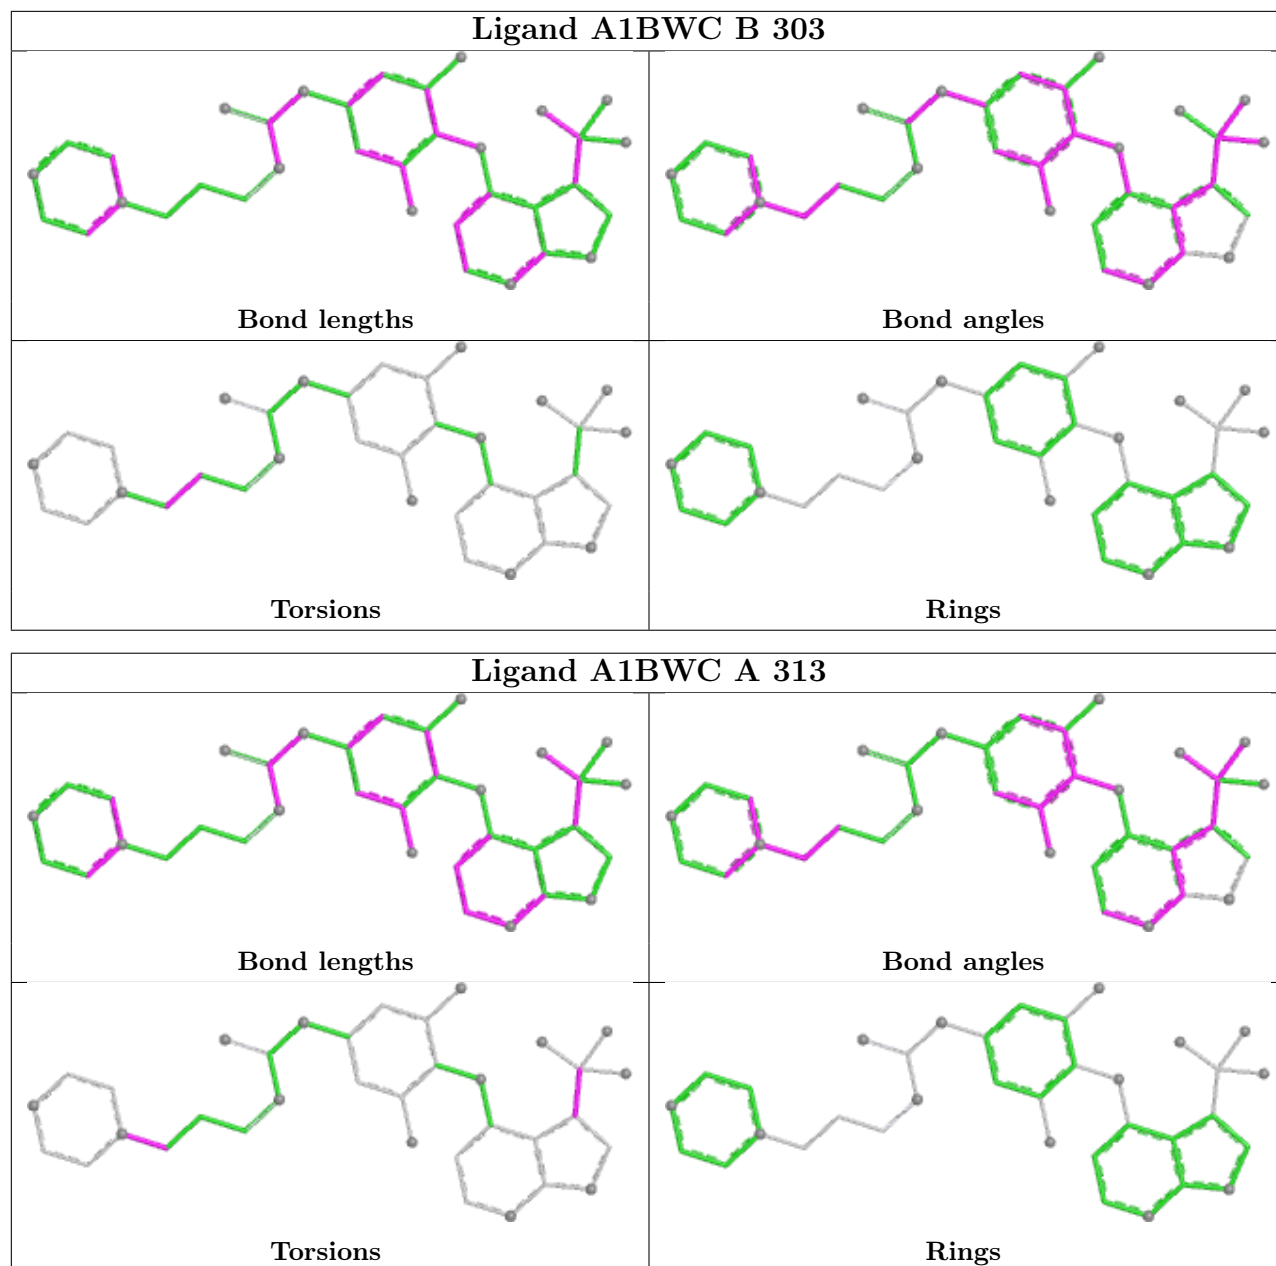 Ligand A1BWC B 303
Bond lengths
Bond angles
Torsions
Rings
Ligand A1BWC A 313
Bond lengths
Bond angles
Torsions
Rings